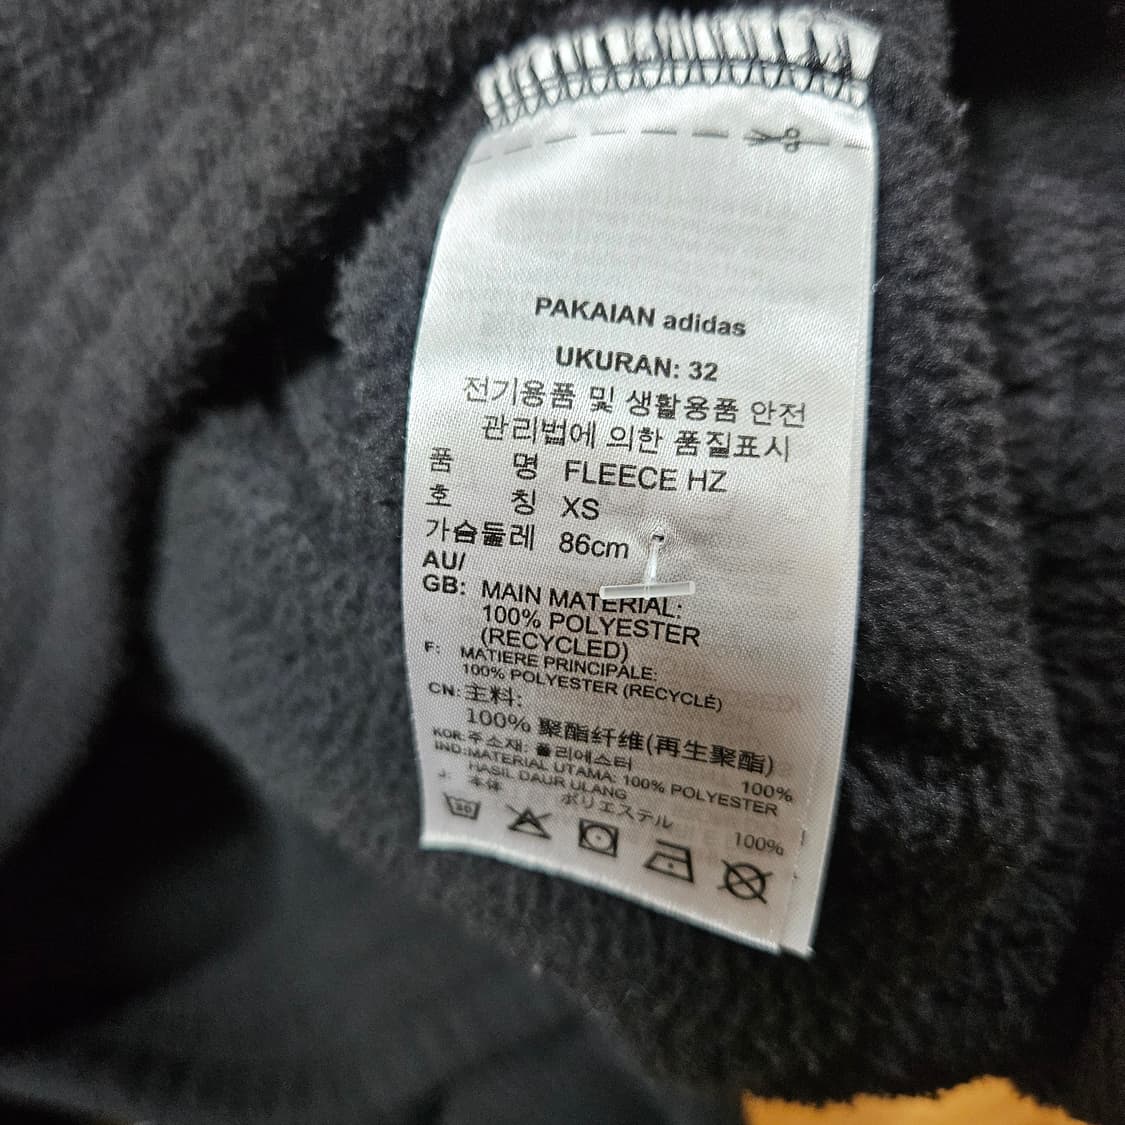 PAKAIAN adidas
UKURAN: 32
전기용품 및 생활용품 안전
관리법에 의한 품질표시
품 명 FLEECE HZ
호 칭 XS
가슴둘레 86cm
AU/
GB: MAIN MATERIAL:
100% POLYESTER
(RECYCLED)
F: MATIERE PRINCIPALE:
100% POLYESTER (RECYCLÉ)
CN: 主料:
100% 聚酯纤维(再生聚酯)
KOR: 주소재: 폴리에스터 100%
IND: MATERIAL UTAMA: 100% POLYESTER
HASIL DAUR ULANG
J: 本体 ポリエステル 100%
30